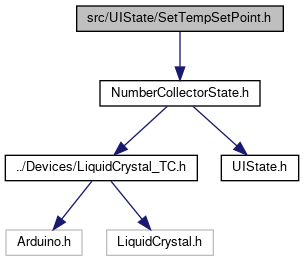 src/UIState/SetTempSetPoint.h
NumberCollectorState.h
../Devices/LiquidCrystal_TC.h
UIState.h
Arduino.h
LiquidCrystal.h